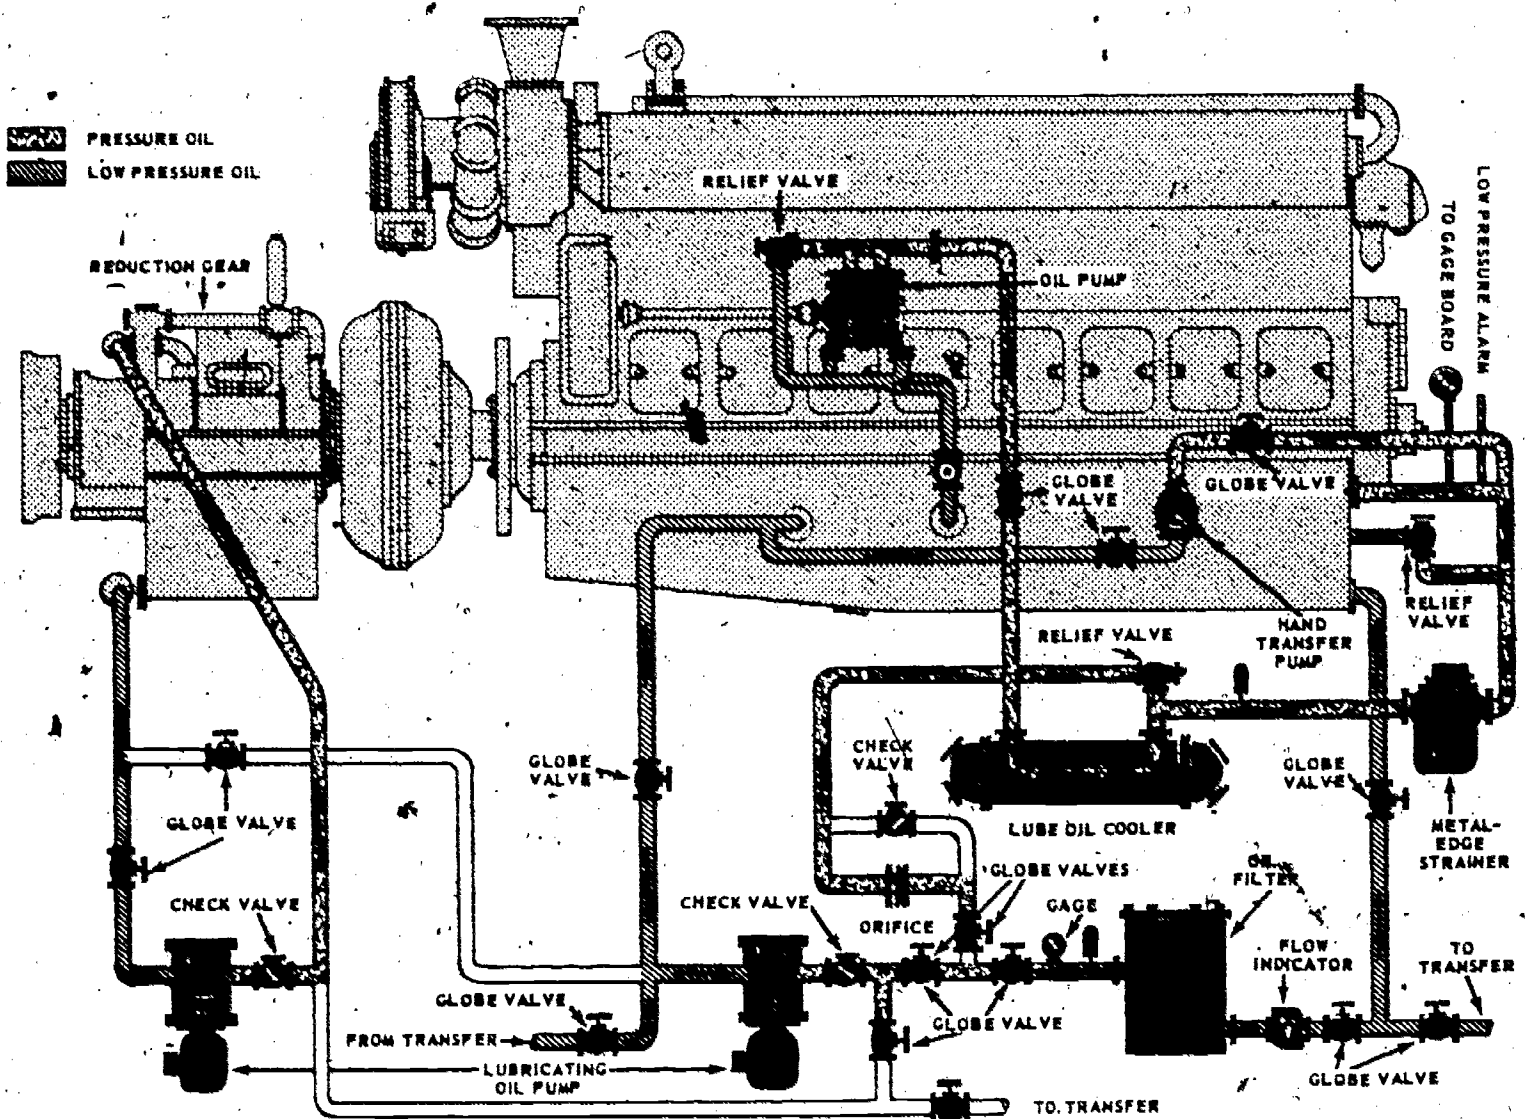 PRESSURE OIL
LOW PRESSURE OIL
RELIEF VALVE
LOW PRESSURE ALARM
TO GAGE BOARD
REDUCTION GEAR
OIL PUMP
GLOBE
VALVE
GLOBE VALVE
RELIEF
VALVE
HAND
TRANSFER
PUMP
RELIEF VALVE
CHECK
VALVE
GLOBE
VALVE
GLOBE
VALVE
GLOBE VALVE
LUBE OIL COOLER
METAL-
EDGE
STRAINER
OIL
FILTER
GLOBE VALVES
CHECK VALVE
CHECK VALVE
GAGE
ORIFICE
FLOW
INDICATOR
TO
TRANSFER
GLOBE VALVE
GLOBE VALVE
FROM TRANSFER
LUBRICATING
OIL PUMP
GLOBE VALVE
TO TRANSFER